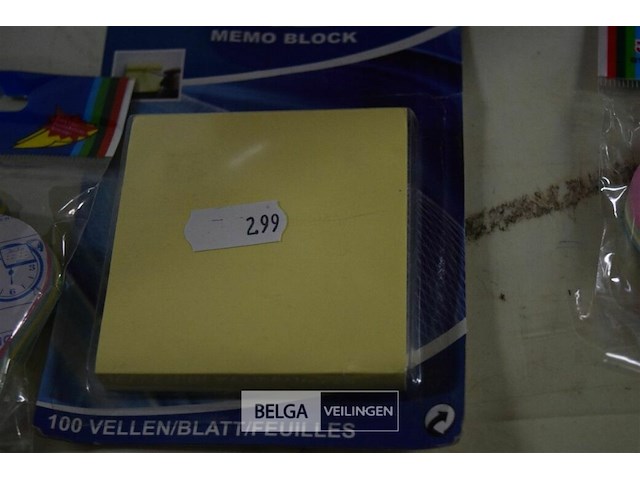 MEMO BLOCK
2.99
BELGA VEILINGEN
100 VELLEN/BLATT/FEUILLES